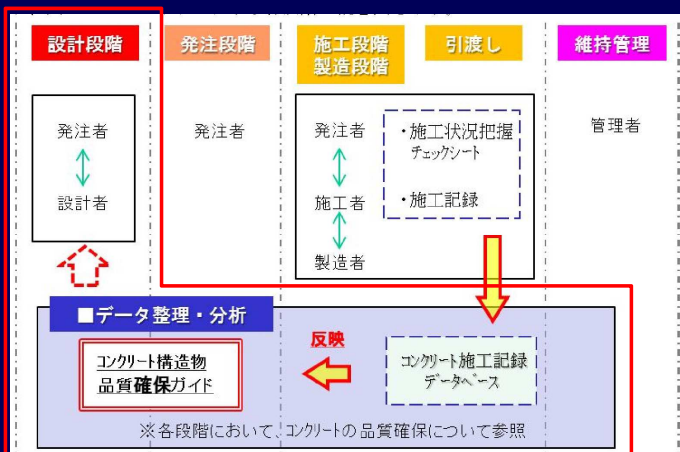 設計段階
発注段階
施工段階
製造段階
引渡し
維持管理
発注者
設計者
発注者
発注者
施工者
製造者
・施工状況把握
チェックシート
・施工記録
管理者
■データ整理・分析
コンクリート構造物
品質確保ガイド
反映
コンクリート施工記録
データベース
※各段階において、コンクリートの品質確保について参照